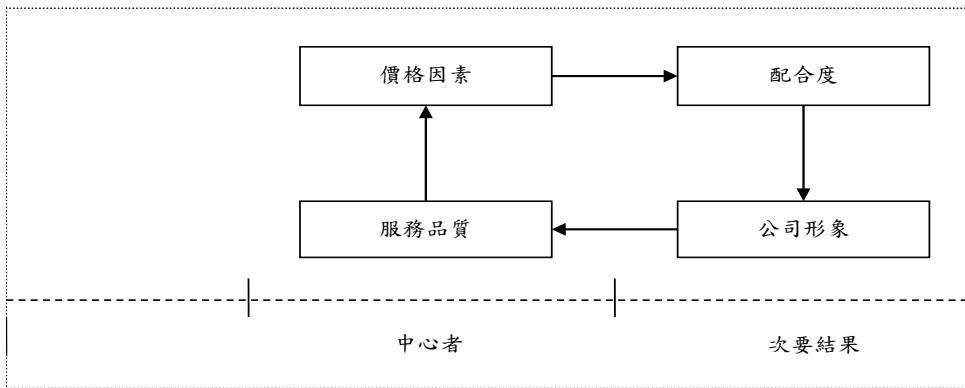 價格因素
配合度
服務品質
公司形象
中心者
次要結果